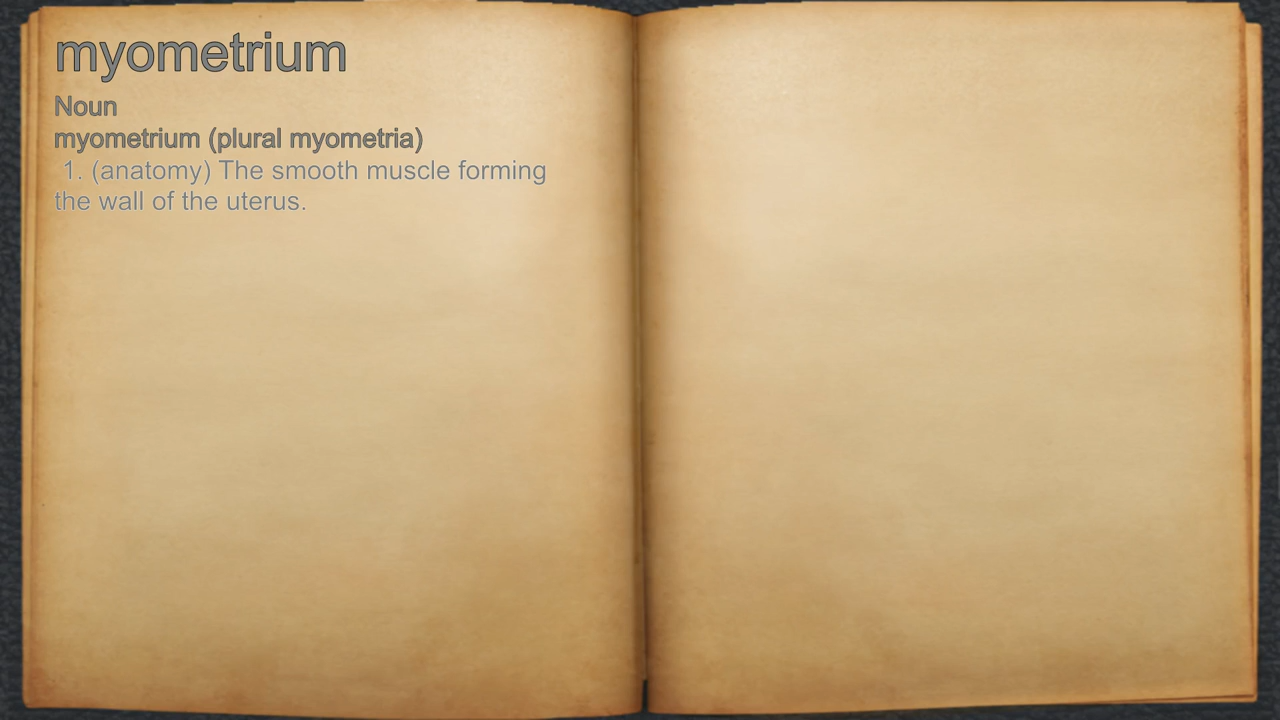 myometrium
Noun
myometrium (plural myometria)
1. (anatomy) The smooth muscle forming
the wall of the uterus.